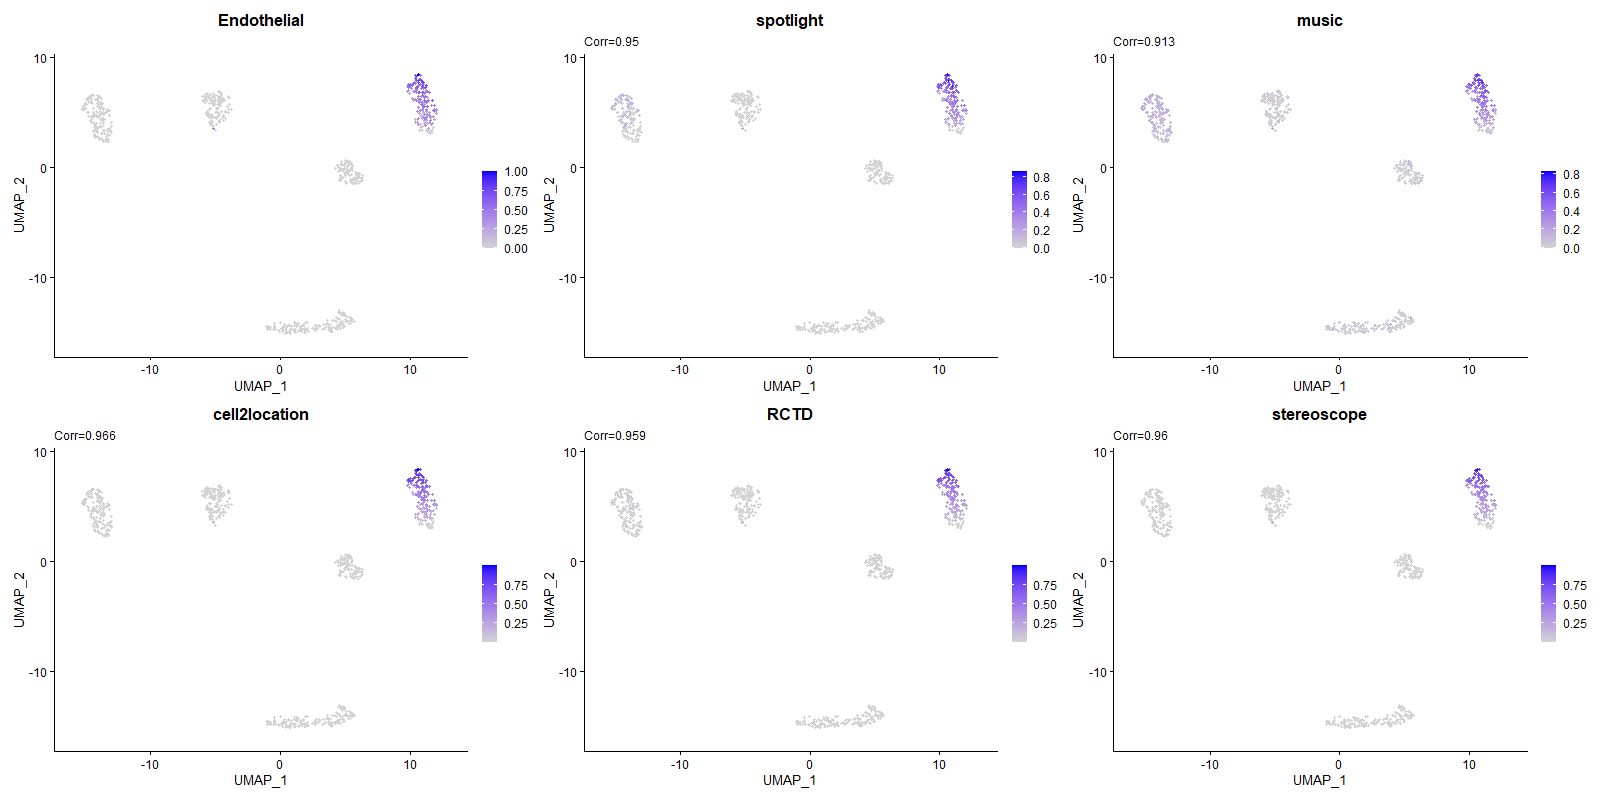 Endothelial
10
0
-10
-10
0
10
UMAP_1
UMAP_2
1.00
0.75
0.50
0.25
0.00
spotlight
Corr=0.95
10
0
-10
-10
0
10
UMAP_1
UMAP_2
0.8
0.6
0.4
0.2
0.0
music
Corr=0.913
10
0
-10
-10
0
10
UMAP_1
UMAP_2
0.8
0.6
0.4
0.2
0.0
cell2location
Corr=0.966
10
0
-10
-10
0
10
UMAP_1
UMAP_2
0.75
0.50
0.25
RCTD
Corr=0.959
10
0
-10
-10
0
10
UMAP_1
UMAP_2
0.75
0.50
0.25
stereoscope
Corr=0.96
10
0
-10
-10
0
10
UMAP_1
UMAP_2
0.75
0.50
0.25